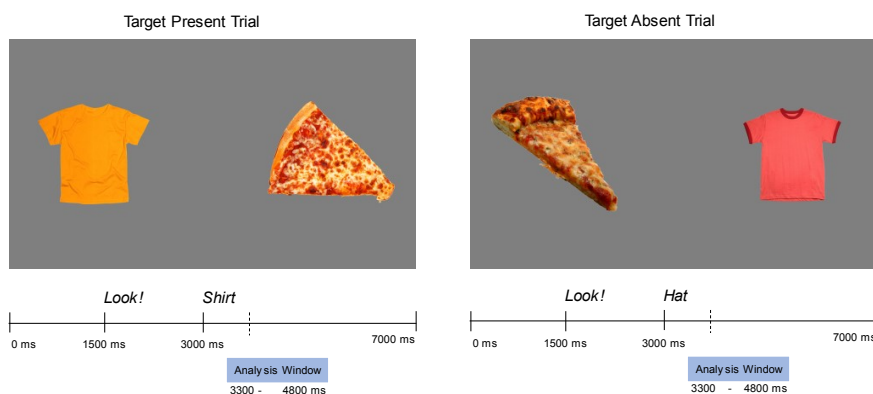 Target Present Trial
Look! Shirt
0 ms 1500 ms 3000 ms 7000 ms
Analysis Window
3300 - 4800 ms
Target Absent Trial
Look! Hat
0 ms 1500 ms 3000 ms 7000 ms
Analysis Window
3300 - 4800 ms